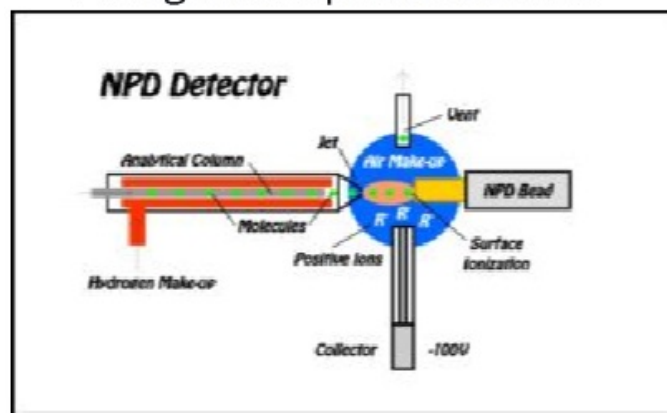 NPD Detector
Vent
Jet
Analytical Column
Air Make-up
NPD Bead
Molecules
R' R' R'
Positive Ions
Surface
Ionization
Hydrogen Make-up
Collector
-100V